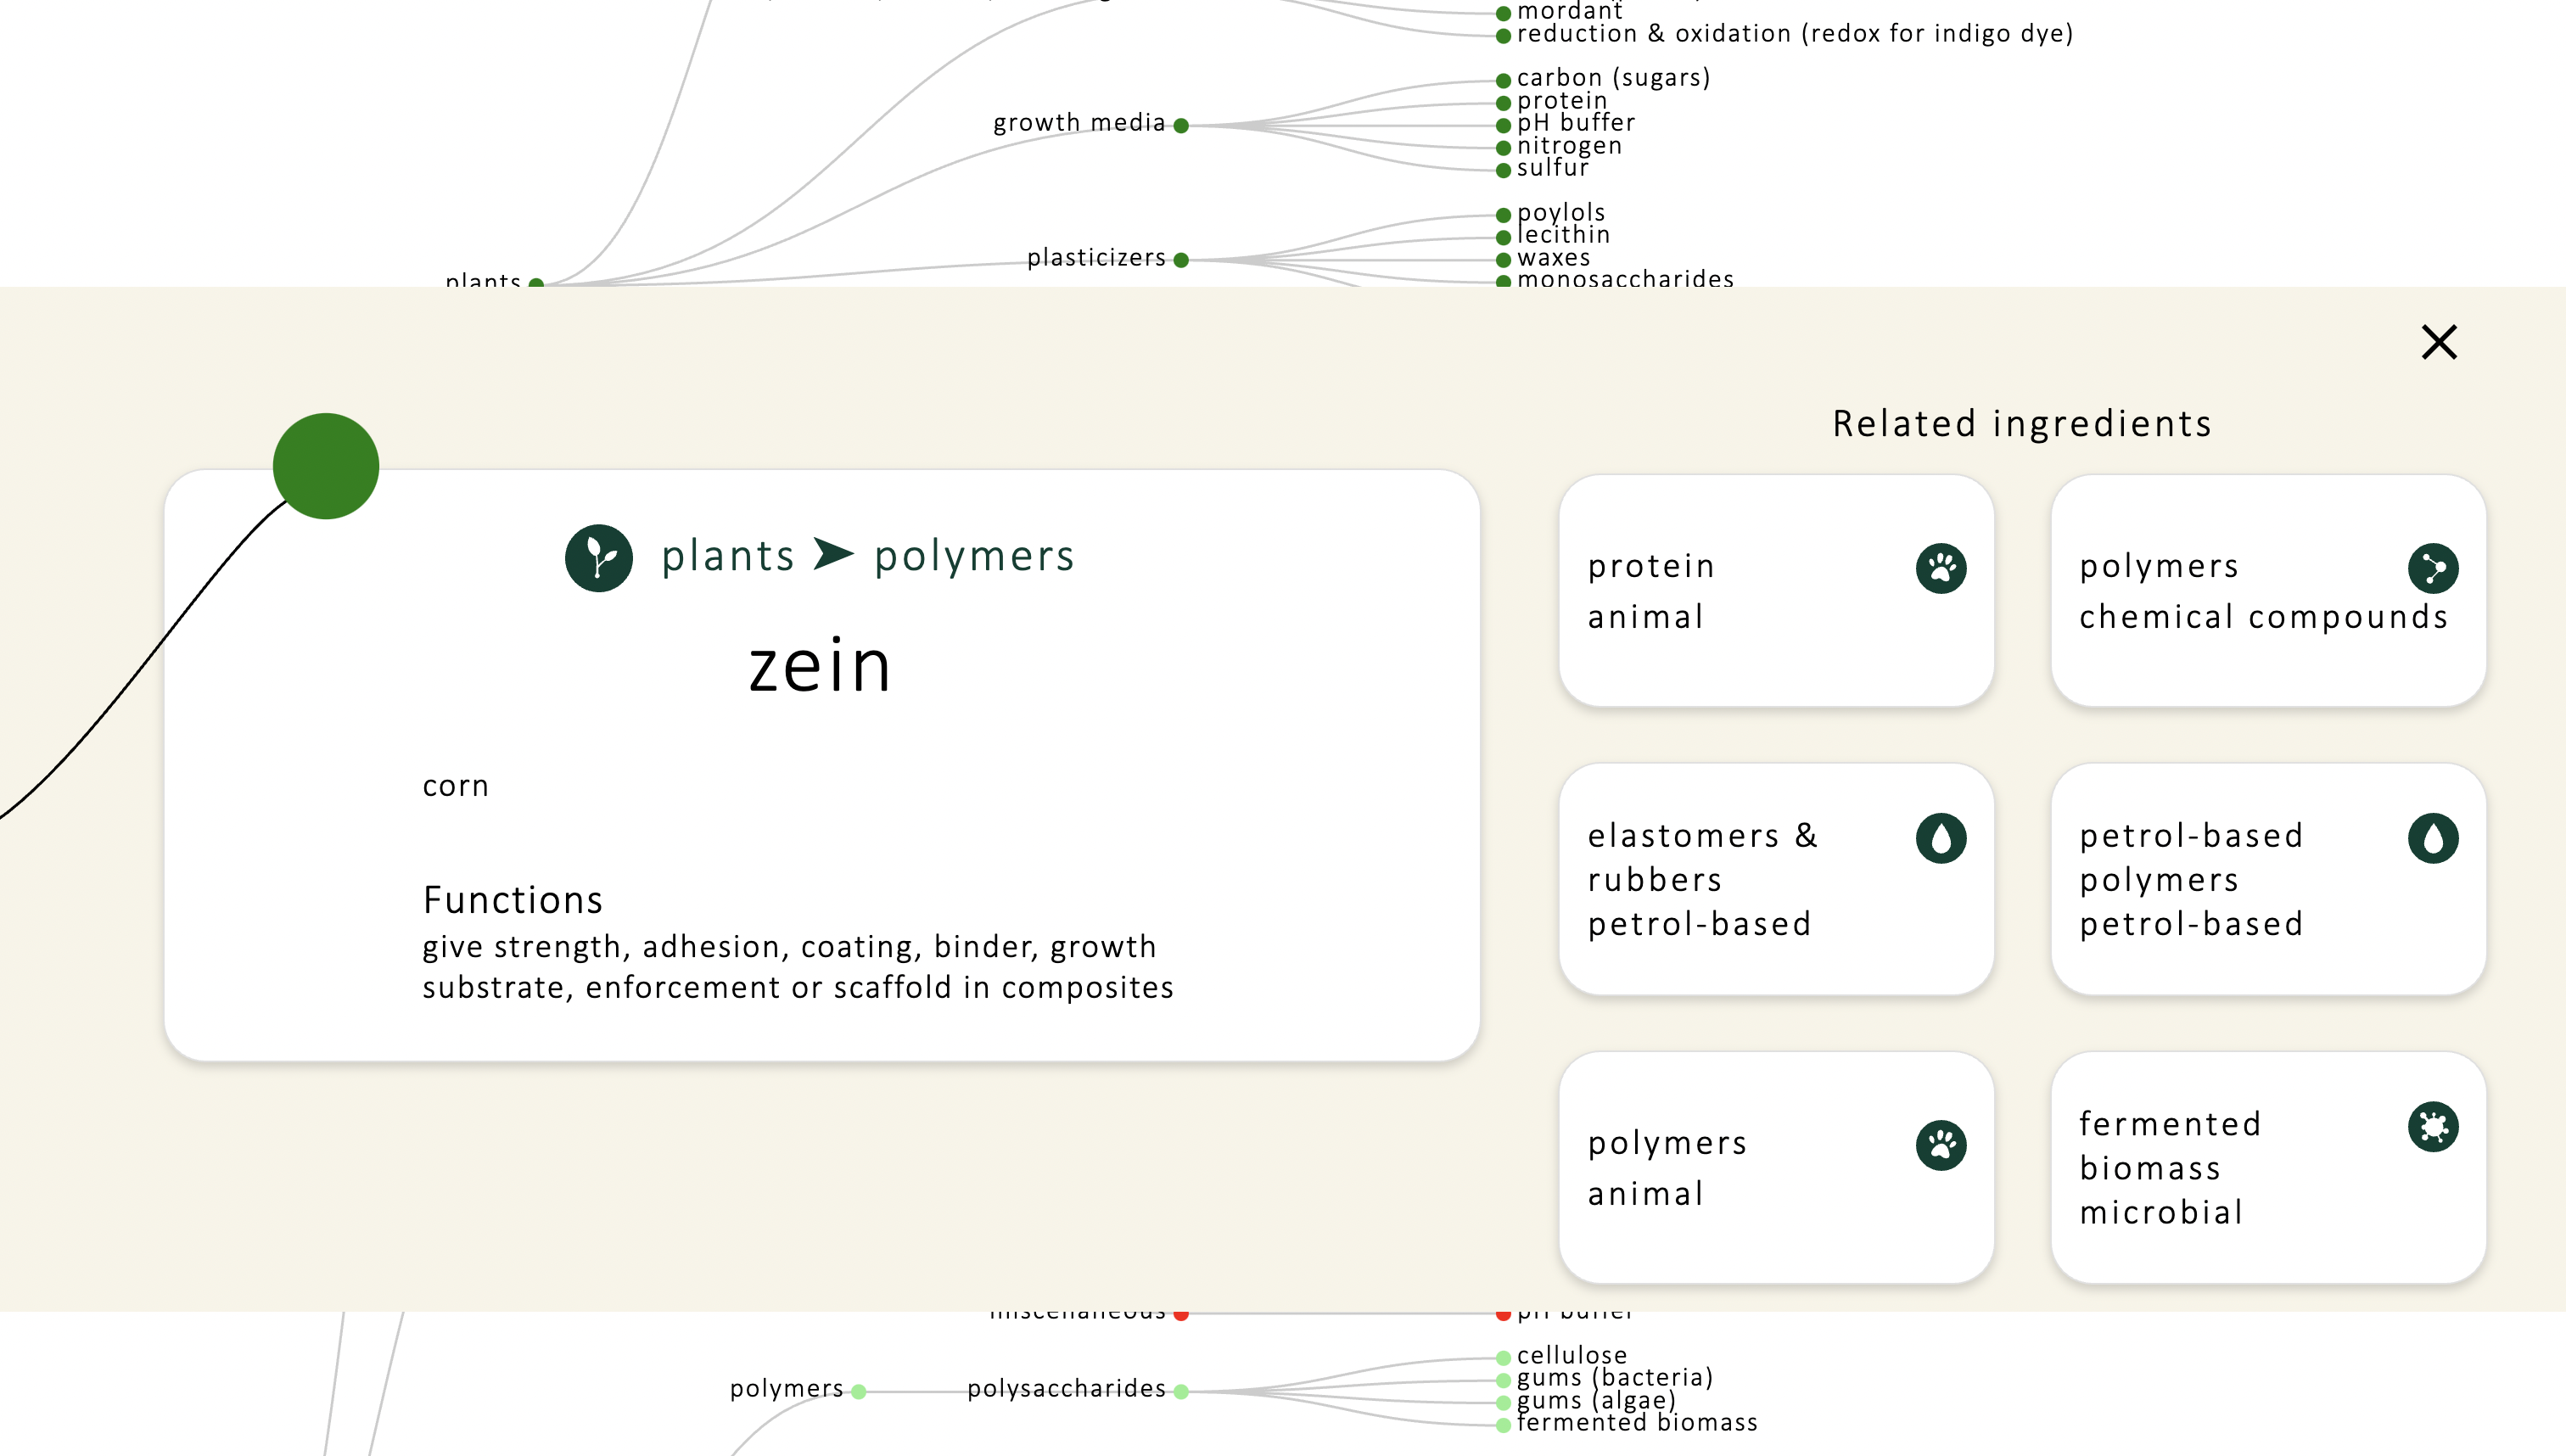 mordant
reduction & oxidation (redox for indigo dye)
carbon (sugars)
protein
growth media
pH buffer
nitrogen
sulfur
poylols
lecithin
plasticizers
waxes
plants
monosaccharides
Related ingredients
plants ➤ polymers
zein
corn
Functions
give strength, adhesion, coating, binder, growth
substrate, enforcement or scaffold in composites
protein
animal
polymers
chemical compounds
elastomers &
rubbers
petrol-based
petrol-based
polymers
petrol-based
polymers
animal
fermented
biomass
microbial
miscellaneous
pH buffer
cellulose
polymers
polysaccharides
gums (bacteria)
gums (algae)
fermented biomass